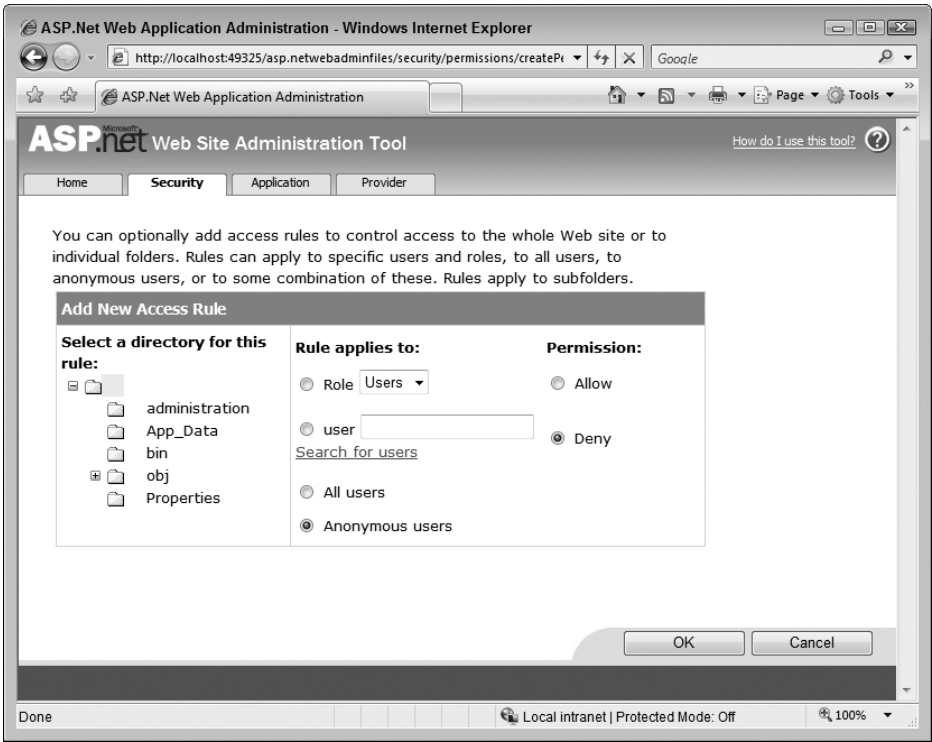 ASP.Net Web Application Administration - Windows Internet Explorer
http://localhost:49325/asp.netwebadminfiles/security/permissions/createPe
Google
ASP.Net Web Application Administration
Page
Tools
Microsoft
ASP.net Web Site Administration Tool
How do I use this tool? ?
Home Security Application Provider
You can optionally add access rules to control access to the whole Web site or to
individual folders. Rules can apply to specific users and roles, to all users, to
anonymous users, or to some combination of these. Rules apply to subfolders.
Add New Access Rule
Select a directory for this
rule:
administration
App_Data
bin
obj
Properties
Rule applies to:
Role Users
user
Search for users
All users
Anonymous users
Permission:
Allow
Deny
OK Cancel
Done
Local intranet | Protected Mode: Off
100%